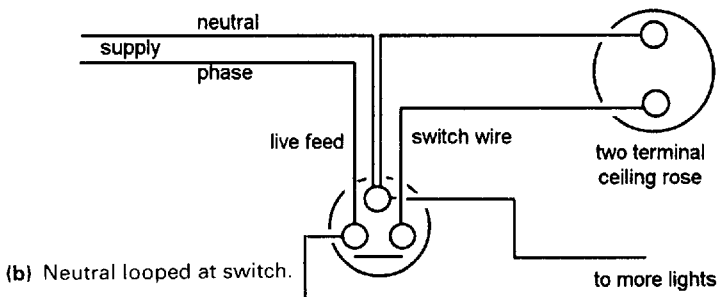 neutral
supply
phase
live feed
switch wire
two terminal
ceiling rose
(b) Neutral looped at switch.
to more lights